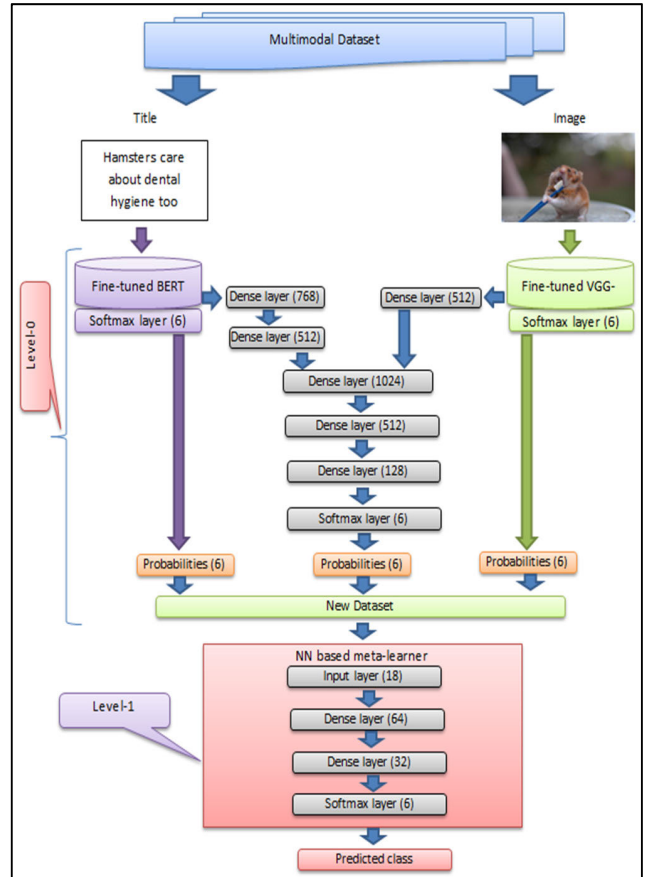 Multimodal Dataset
Title
Image
Hamsters care
about dental
hygiene too
Fine-tuned BERT
Softmax layer (6)
Dense layer (768)
Dense layer (512)
Dense layer (512)
Fine-tuned VGG-
Softmax layer (6)
Level-0
Dense layer (1024)
Dense layer (512)
Dense layer (128)
Softmax layer (6)
Probabilities (6)
Probabilities (6)
Probabilities (6)
New Dataset
NN based meta-learner
Input layer (18)
Level-1
Dense layer (64)
Dense layer (32)
Softmax layer (6)
Predicted class